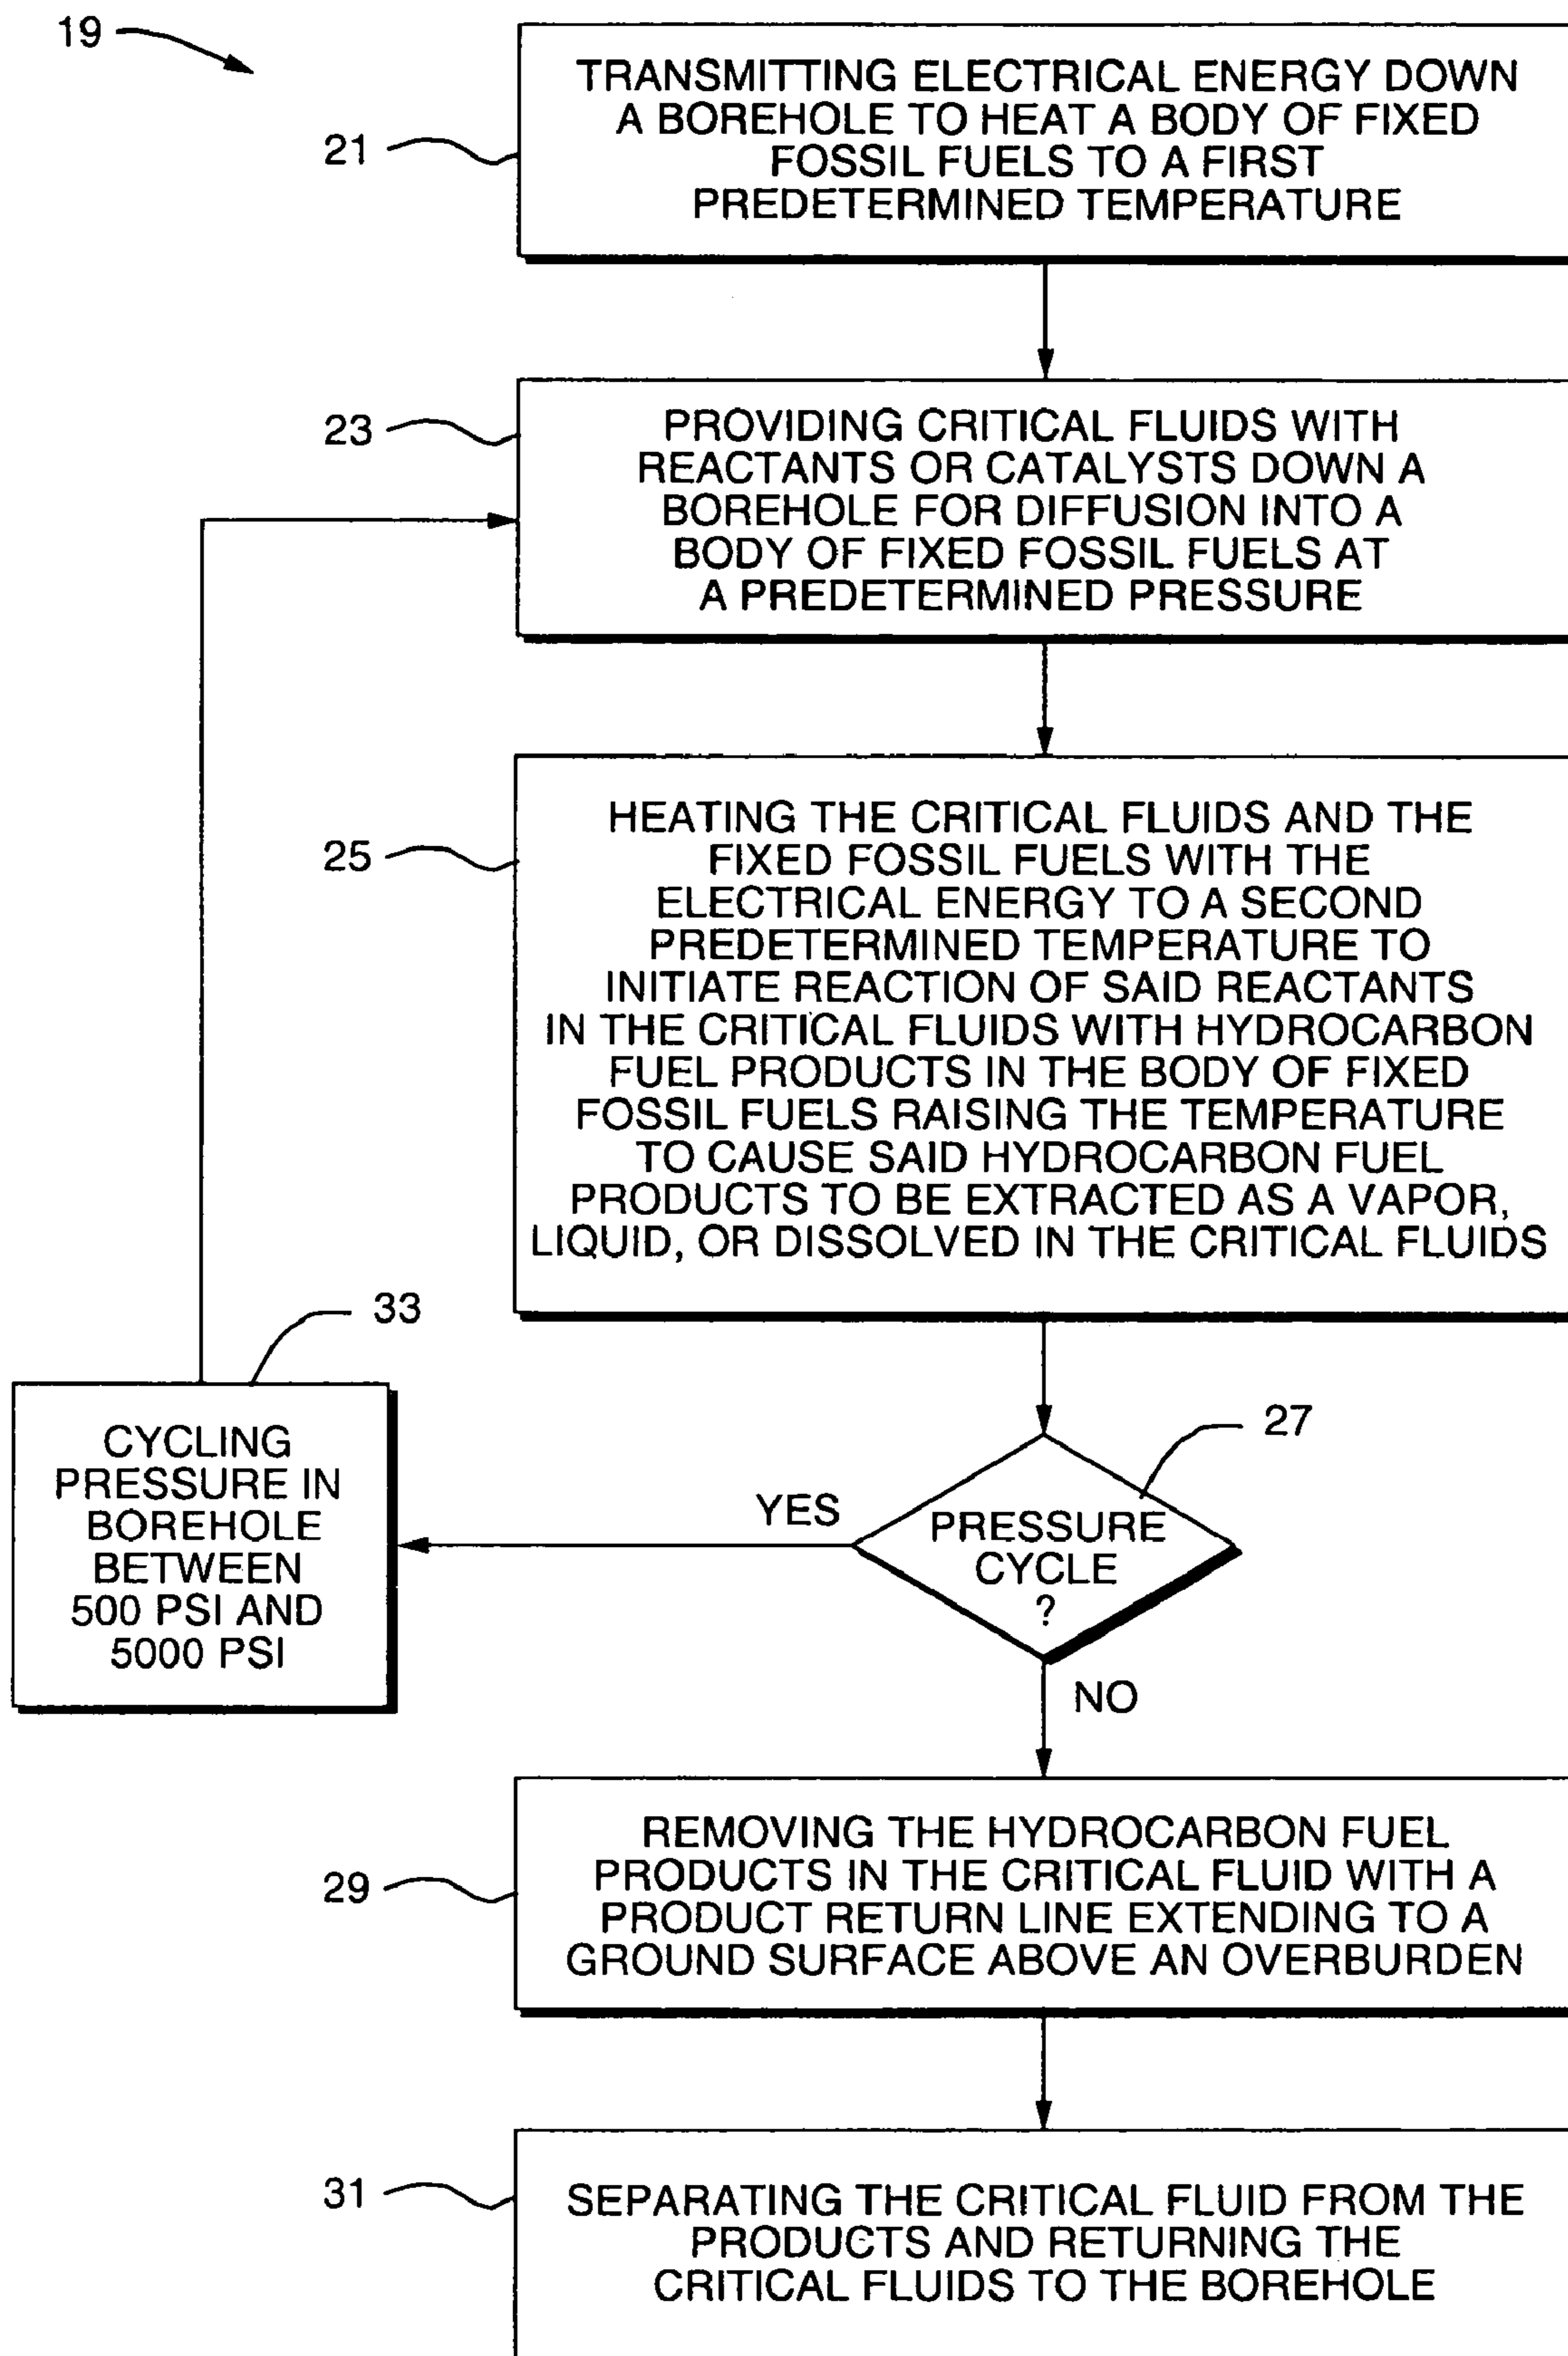 19
TRANSMITTING ELECTRICAL ENERGY DOWN
A BOREHOLE TO HEAT A BODY OF FIXED
FOSSIL FUELS TO A FIRST
PREDETERMINED TEMPERATURE
21
PROVIDING CRITICAL FLUIDS WITH
REACTANTS OR CATALYSTS DOWN A
BOREHOLE FOR DIFFUSION INTO A
BODY OF FIXED FOSSIL FUELS AT
A PREDETERMINED PRESSURE
23
HEATING THE CRITICAL FLUIDS AND THE
FIXED FOSSIL FUELS WITH THE
ELECTRICAL ENERGY TO A SECOND
PREDETERMINED TEMPERATURE TO
INITIATE REACTION OF SAID REACTANTS
IN THE CRITICAL FLUIDS WITH HYDROCARBON
FUEL PRODUCTS IN THE BODY OF FIXED
FOSSIL FUELS RAISING THE TEMPERATURE
TO CAUSE SAID HYDROCARBON FUEL
PRODUCTS TO BE EXTRACTED AS A VAPOR,
LIQUID, OR DISSOLVED IN THE CRITICAL FLUIDS
25
33
CYCLING
PRESSURE IN
BOREHOLE
BETWEEN
500 PSI AND
5000 PSI
YES
27
PRESSURE
CYCLE
?
NO
REMOVING THE HYDROCARBON FUEL
PRODUCTS IN THE CRITICAL FLUID WITH A
PRODUCT RETURN LINE EXTENDING TO A
GROUND SURFACE ABOVE AN OVERBURDEN
29
SEPARATING THE CRITICAL FLUID FROM THE
PRODUCTS AND RETURNING THE
CRITICAL FLUIDS TO THE BOREHOLE
31